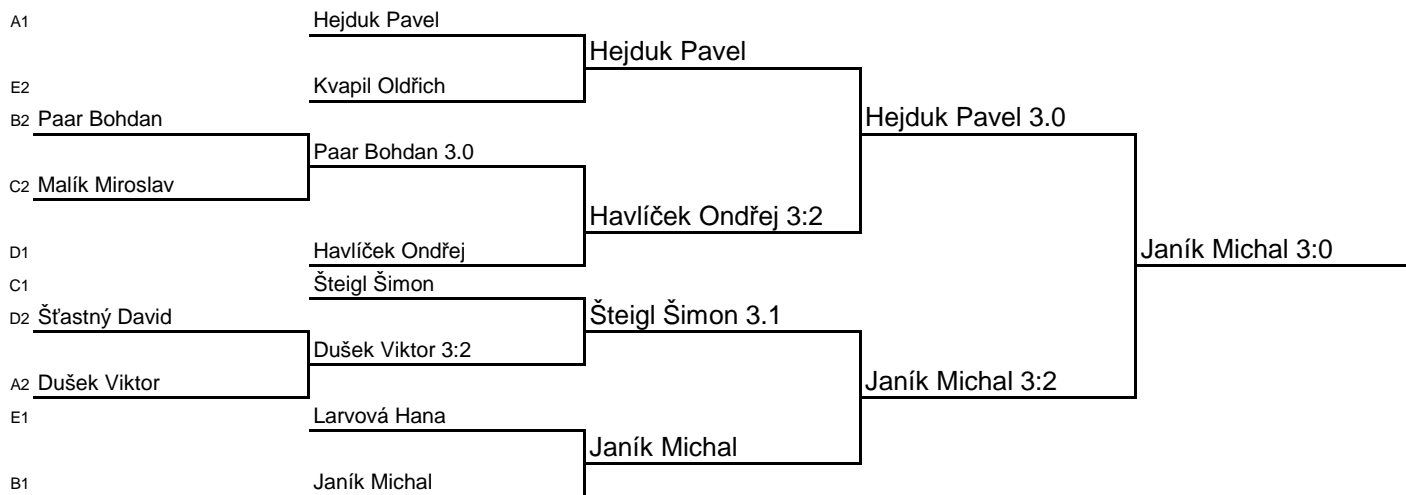 A1 Hejduk Pavel
Hejduk Pavel
E2 Kvapil Oldřich
B2 Paar Bohdan
Hejduk Pavel 3.0
Paar Bohdan 3.0
C2 Malík Miroslav
Havlíček Ondřej 3:2
D1 Havlíček Ondřej
Janík Michal 3:0
C1 Šteigl Šimon
D2 Šťastný David
Šteigl Šimon 3.1
Dušek Viktor 3:2
A2 Dušek Viktor
Janík Michal 3:2
E1 Larvová Hana
Janík Michal
B1 Janík Michal